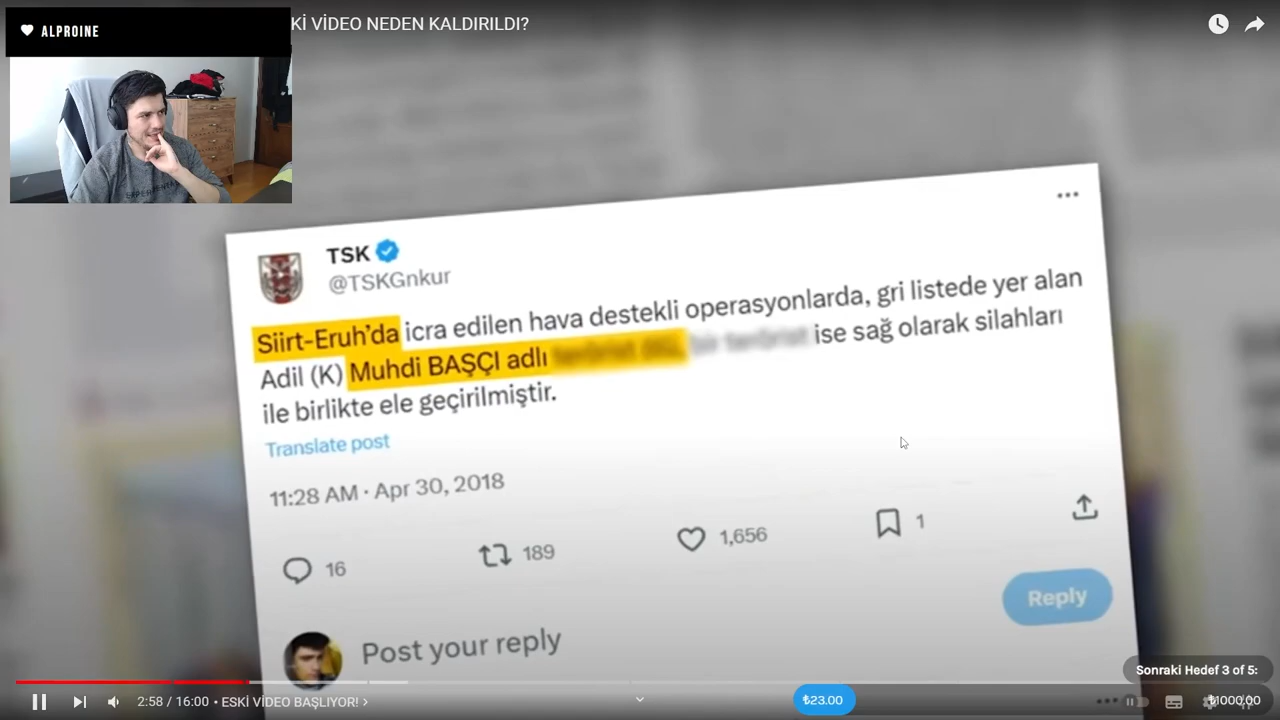 ALPROINE
Kİ VİDEO NEDEN KALDIRILDI?
TSK
@TSKGnkur
Siirt-Eruh'da icra edilen hava destekli operasyonlarda, gri listede yer alan
Adil (K) Muhdi BAŞÇI adlı ise sağ olarak silahları
ile birlikte ele geçirilmiştir.
Translate post
11:28 AM · Apr 30, 2018
16 189 1,656 1
Reply
Post your reply
Sonraki Hedef 3 of 5:
2:58 / 16:00 • ESKİ VİDEO BAŞLIYOR! ›
₺23.00
₺1000.00